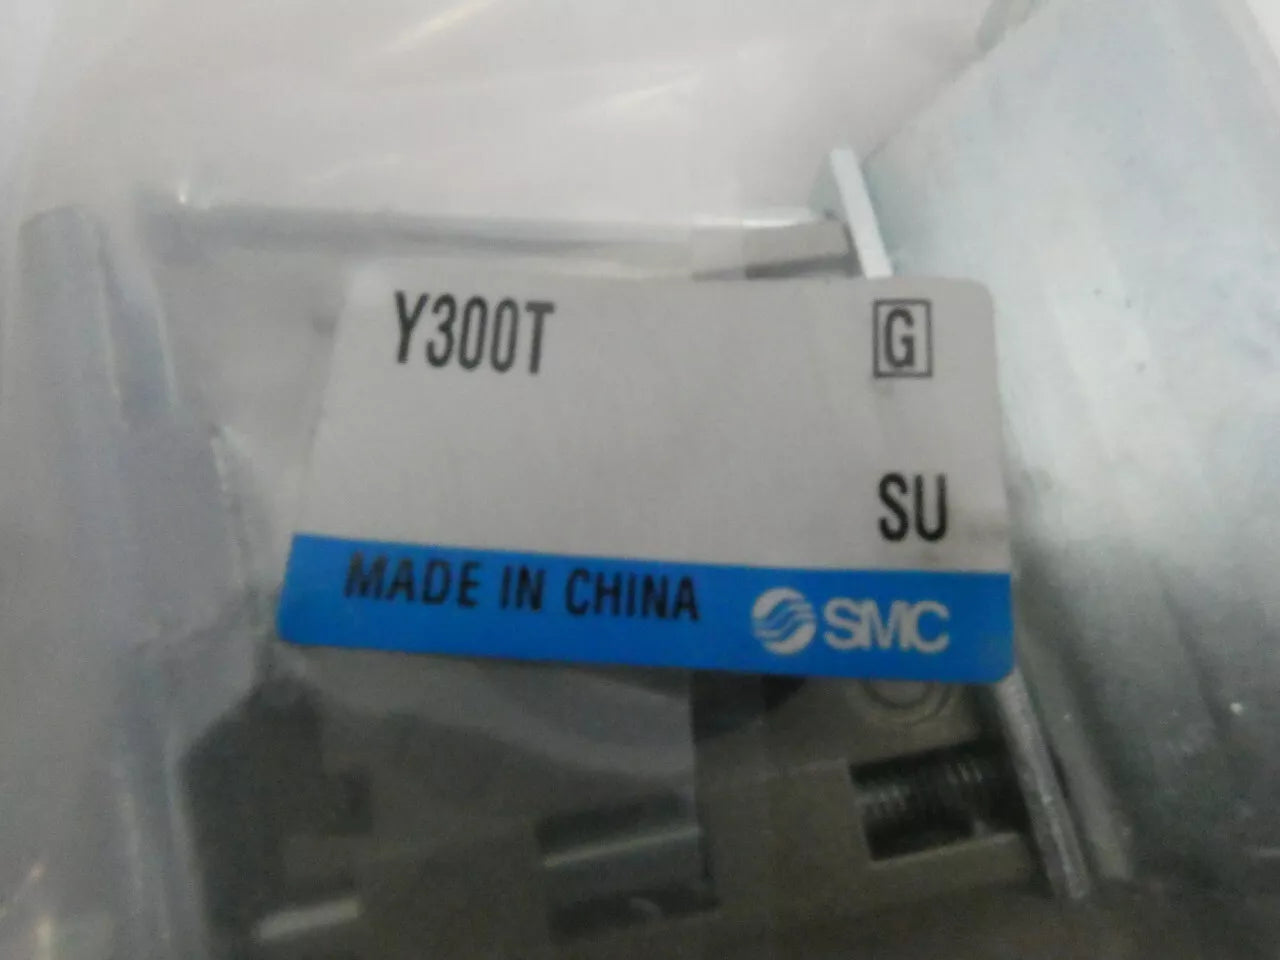 Y300T G
SU
MADE IN CHINA SMC